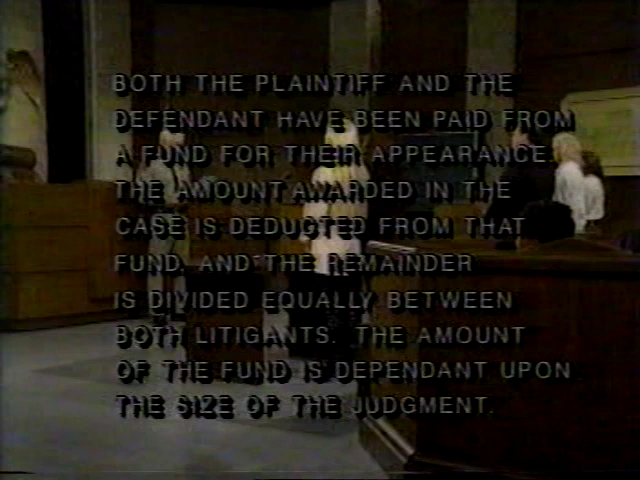 BOTH THE PLAINTIFF AND THE
DEFENDANT HAVE BEEN PAID FROM
A FUND FOR THEIR APPEARANCE.
THE AMOUNT AWARDED IN THE
CASE IS DEDUCTED FROM THAT
FUND, AND THE REMAINDER
IS DIVIDED EQUALLY BETWEEN
BOTH LITIGANTS. THE AMOUNT
OF THE FUND IS DEPENDANT UPON
THE SIZE OF THE JUDGMENT.